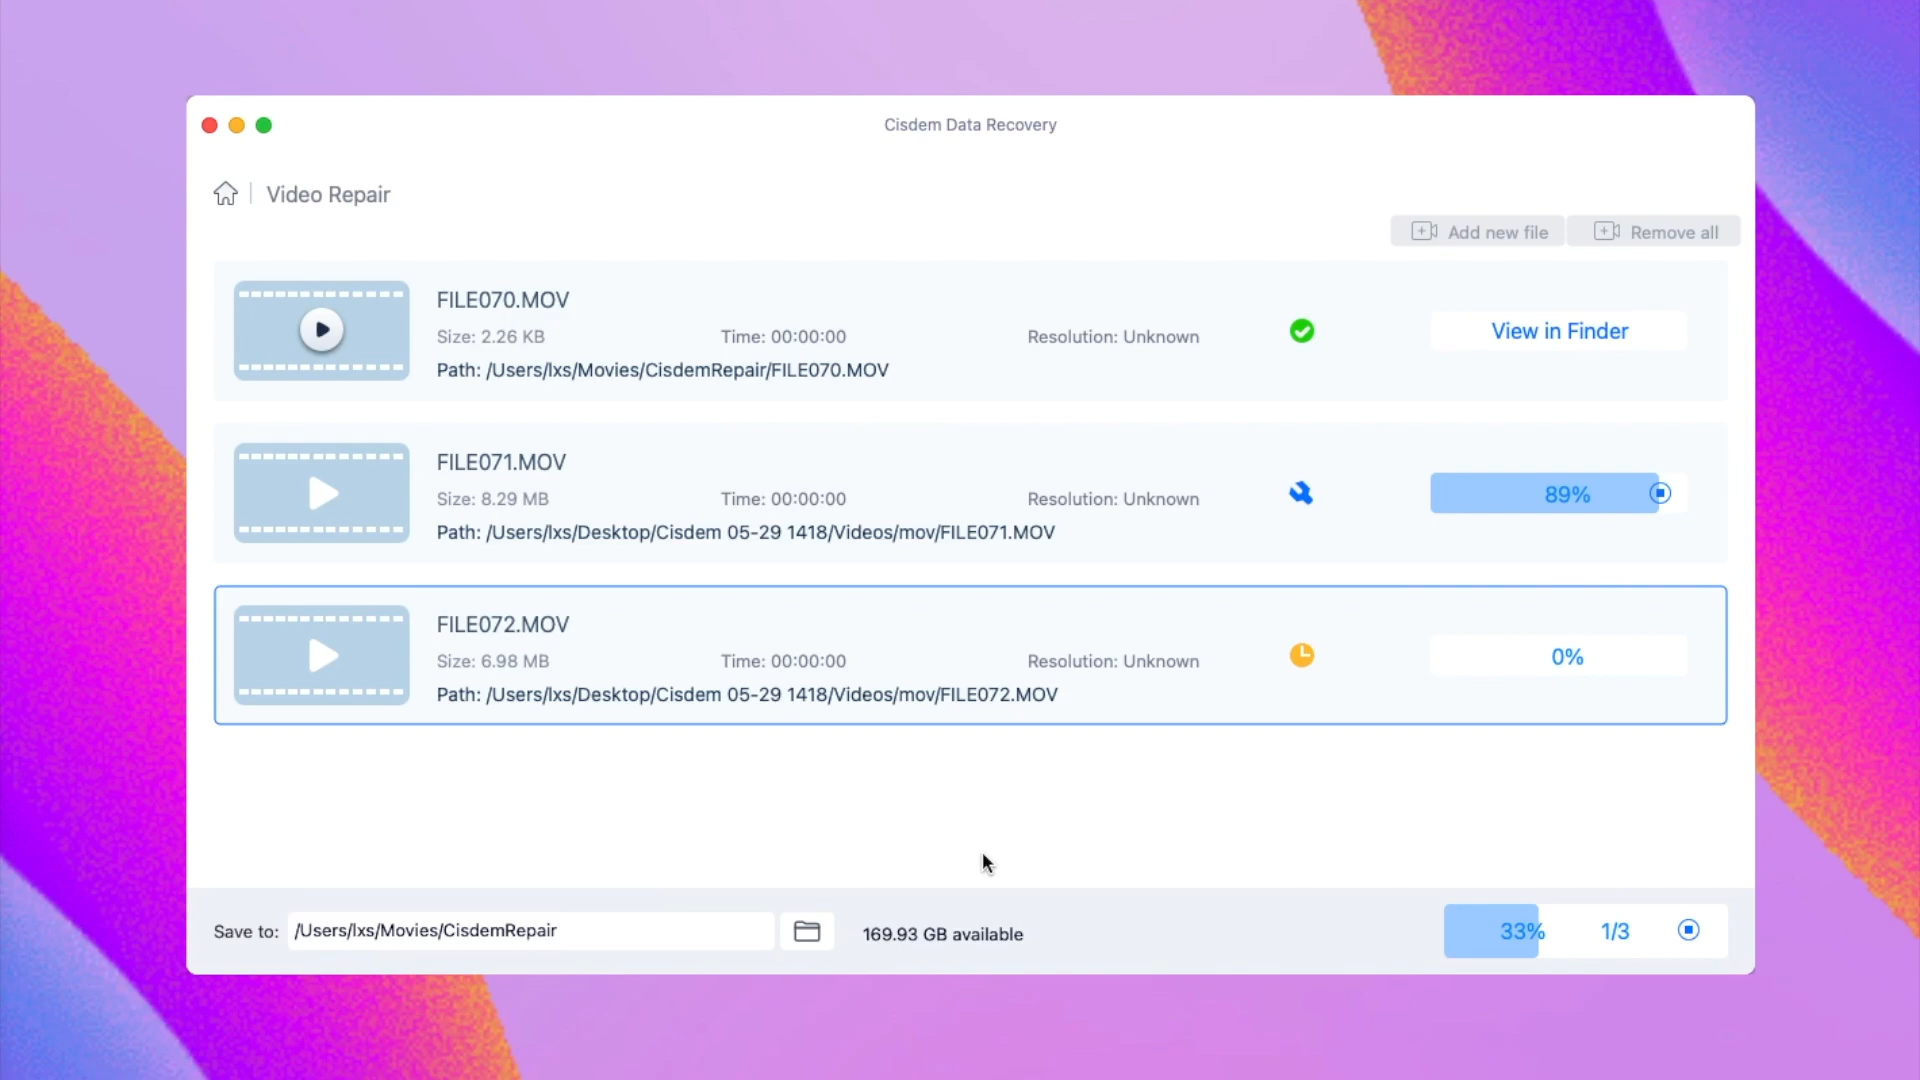 Cisdem Data Recovery
Video Repair
Add new file
Remove all
FILE070.MOV
Size: 2.26 KB Time: 00:00:00 Resolution: Unknown
View in Finder
Path: /Users/lxs/Movies/CisdemRepair/FILE070.MOV
FILE071.MOV
Size: 8.29 MB Time: 00:00:00 Resolution: Unknown
89%
Path: /Users/lxs/Desktop/Cisdem 05-29 1418/Videos/mov/FILE071.MOV
FILE072.MOV
Size: 6.98 MB Time: 00:00:00 Resolution: Unknown
0%
Path: /Users/lxs/Desktop/Cisdem 05-29 1418/Videos/mov/FILE072.MOV
Save to: /Users/lxs/Movies/CisdemRepair
169.93 GB available
33% 1/3